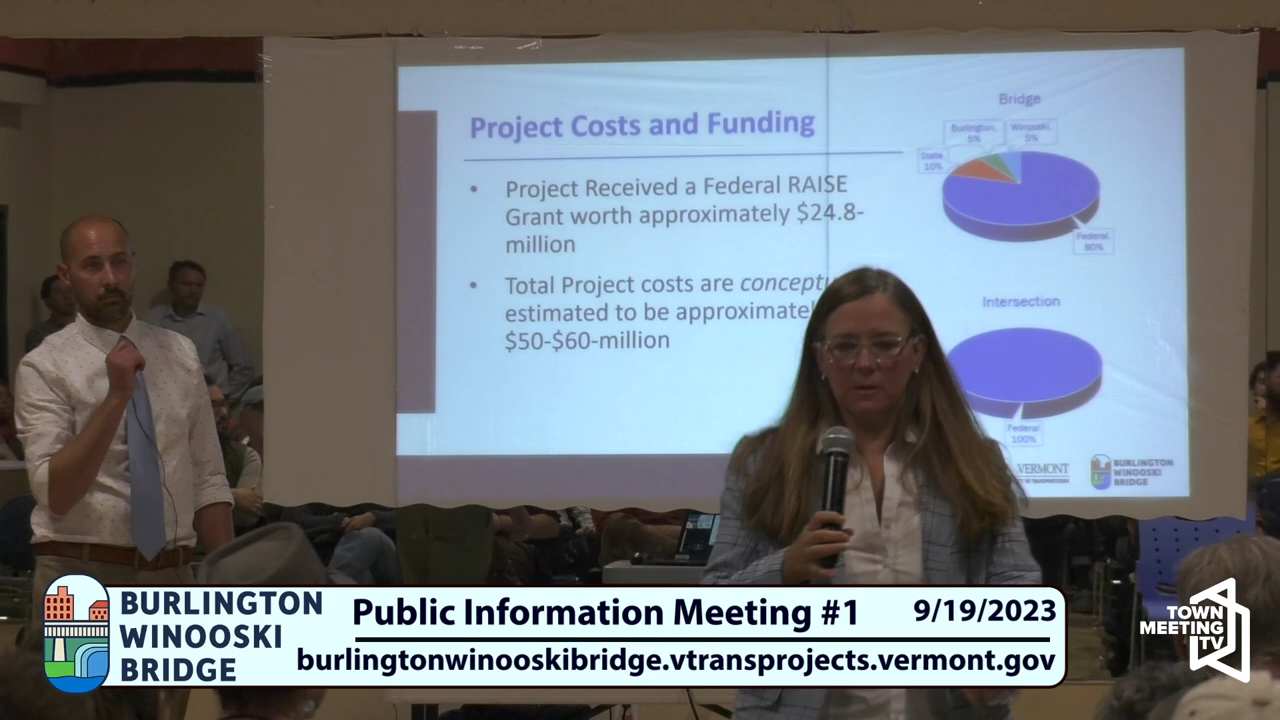 Project Costs and Funding
• Project Received a Federal RAISE
Grant worth approximately $24.8-
million
• Total Project costs are
estimated to be
$50-$60-million
Bridge
Burlington,
5%
Winooski,
5%
State
10%
Federal,
80%
Intersection
Federal
100%
VERMONT
BURLINGTON
WINOOSKI
BRIDGE
BURLINGTON
WINOOSKI
BRIDGE
Public Information Meeting #1
9/19/2023
burlingtonwinooskibridge.vtransprojects.vermont.gov
TOWN
MEETING
TV